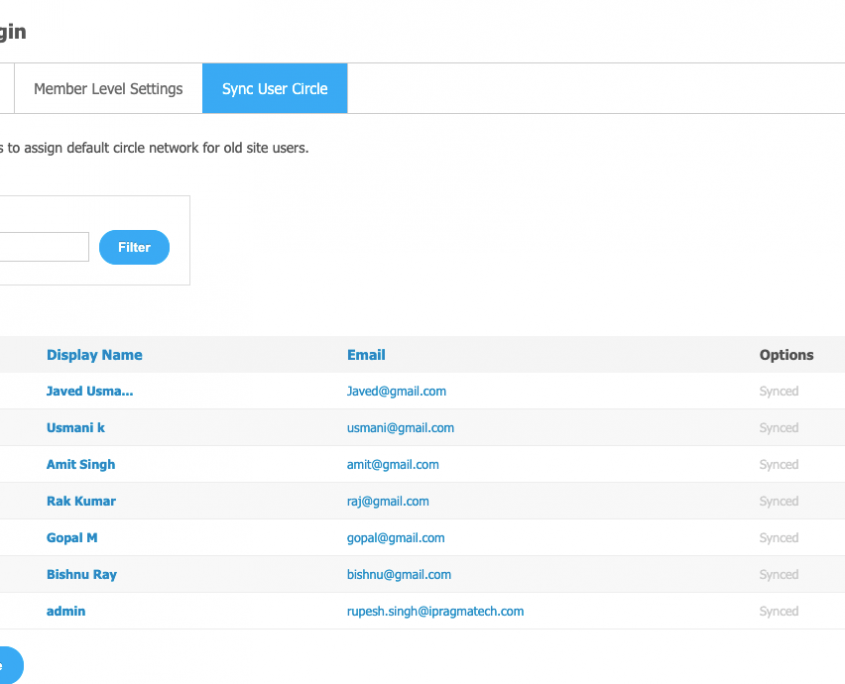 gin
Member Level Settings Sync User Circle
s to assign default circle network for old site users.
Filter
Display Name Email Options
Javed Usma... Javed@gmail.com Synced
Usmani k usmani@gmail.com Synced
Amit Singh amit@gmail.com Synced
Rak Kumar raj@gmail.com Synced
Gopal M gopal@gmail.com Synced
Bishnu Ray bishnu@gmail.com Synced
admin rupesh.singh@ipragmatech.com Synced
e